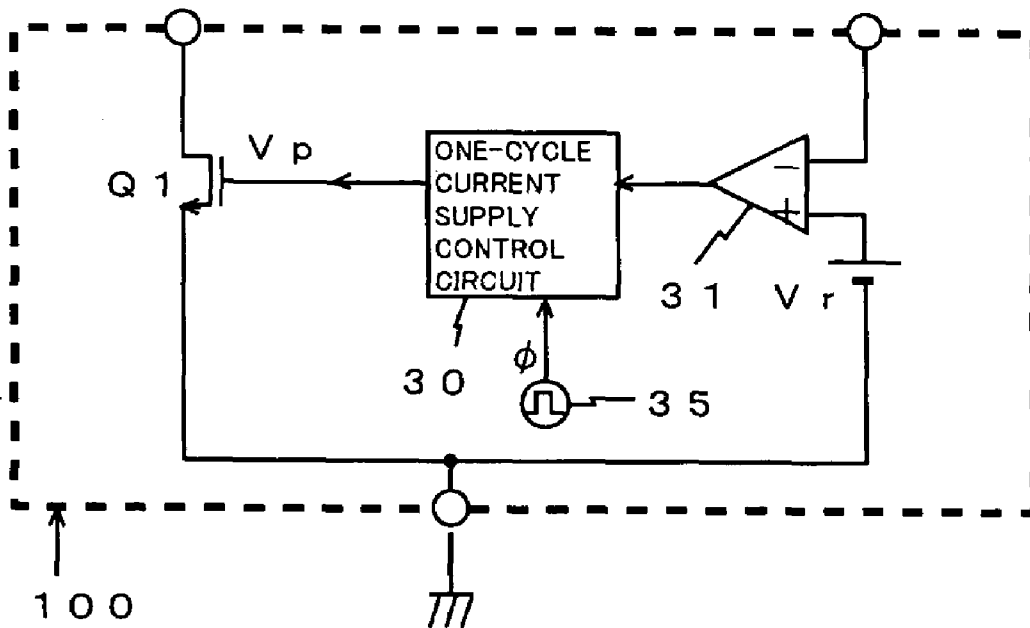 V p
Q 1
ONE-CYCLE
CURRENT
SUPPLY
CONTROL
CIRCUIT
−
+
3 1
V r
3 0
φ
3 5
1 0 0